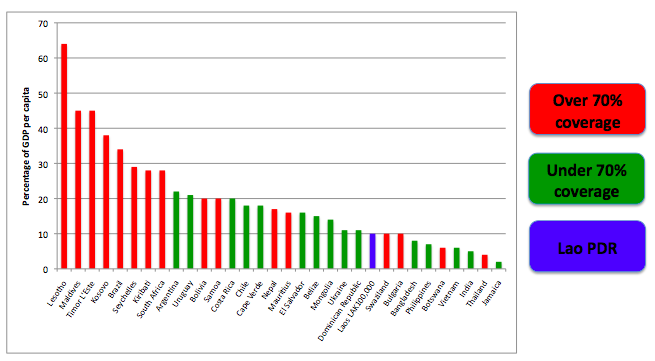 70
60
50
40
30
20
10
0
Percentage of GDP per capita
Lesotho
Maldives
Timor L'Este
Kosovo
Brazil
Seychelles
Kiribati
South Africa
Argentina
Uruguay
Bolivia
Samoa
Costa Rica
Chile
Cape Verde
Nepal
Mauritius
El Salvador
Belize
Mongolia
Ukraine
Dominican Republic
Laos LAK100,000
Swaziland
Bulgaria
Bangladesh
Philippines
Botswana
Vietnam
India
Thailand
Jamaica
Over 70%
coverage
Under 70%
coverage
Lao PDR